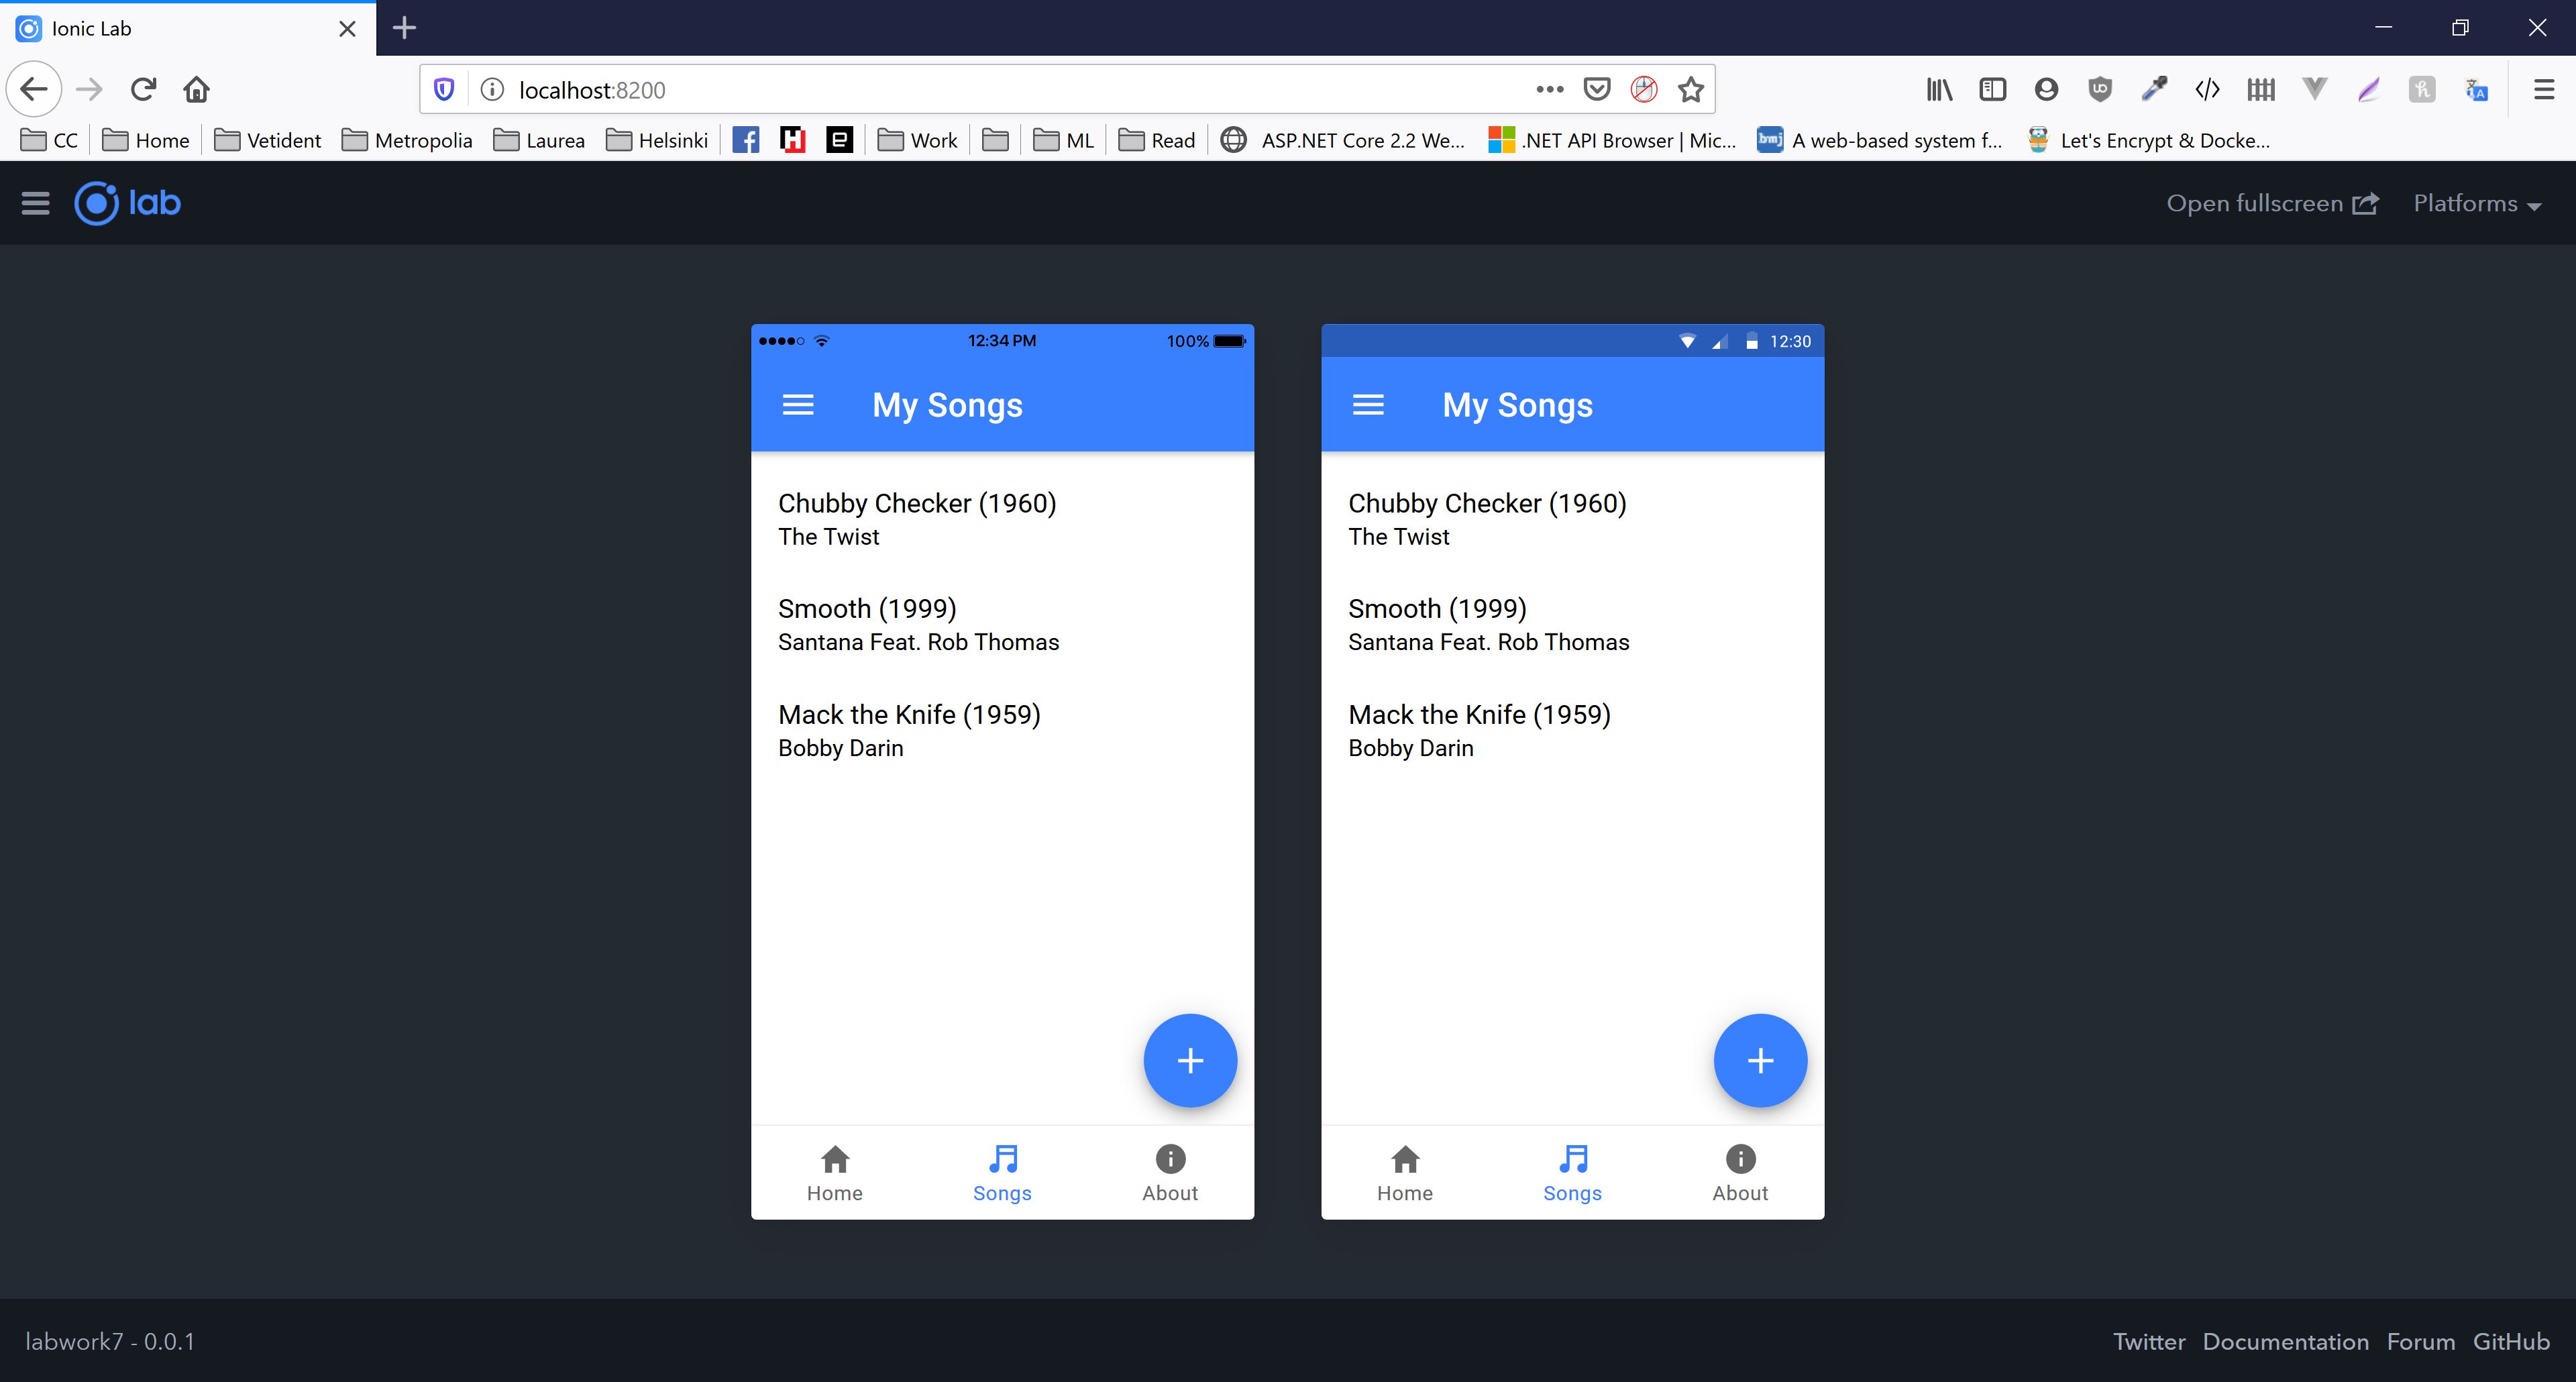 Ionic Lab
localhost:8200
CC Home Vetident Metropolia Laurea Helsinki Work ML Read ASP.NET Core 2.2 We... .NET API Browser | Mic... bmj A web-based system f... Let's Encrypt & Docke...
lab
Open fullscreen Platforms
12:34 PM 100%
My Songs
Chubby Checker (1960)
The Twist
Smooth (1999)
Santana Feat. Rob Thomas
Mack the Knife (1959)
Bobby Darin
Home Songs About
12:30
My Songs
Chubby Checker (1960)
The Twist
Smooth (1999)
Santana Feat. Rob Thomas
Mack the Knife (1959)
Bobby Darin
Home Songs About
labwork7 - 0.0.1
Twitter Documentation Forum GitHub